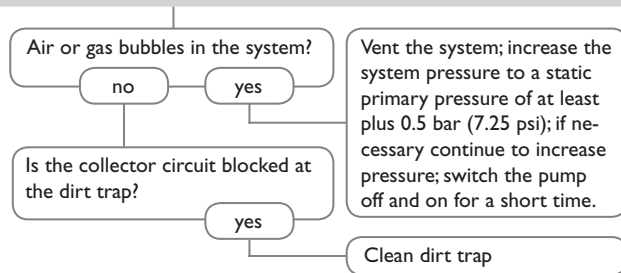 Air or gas bubbles in the system?
no
yes
Vent the system; increase the
system pressure to a static
primary pressure of at least
plus 0.5 bar (7.25 psi); if ne-
cessary continue to increase
pressure; switch the pump
off and on for a short time.
Is the collector circuit blocked at
the dirt trap?
yes
Clean dirt trap